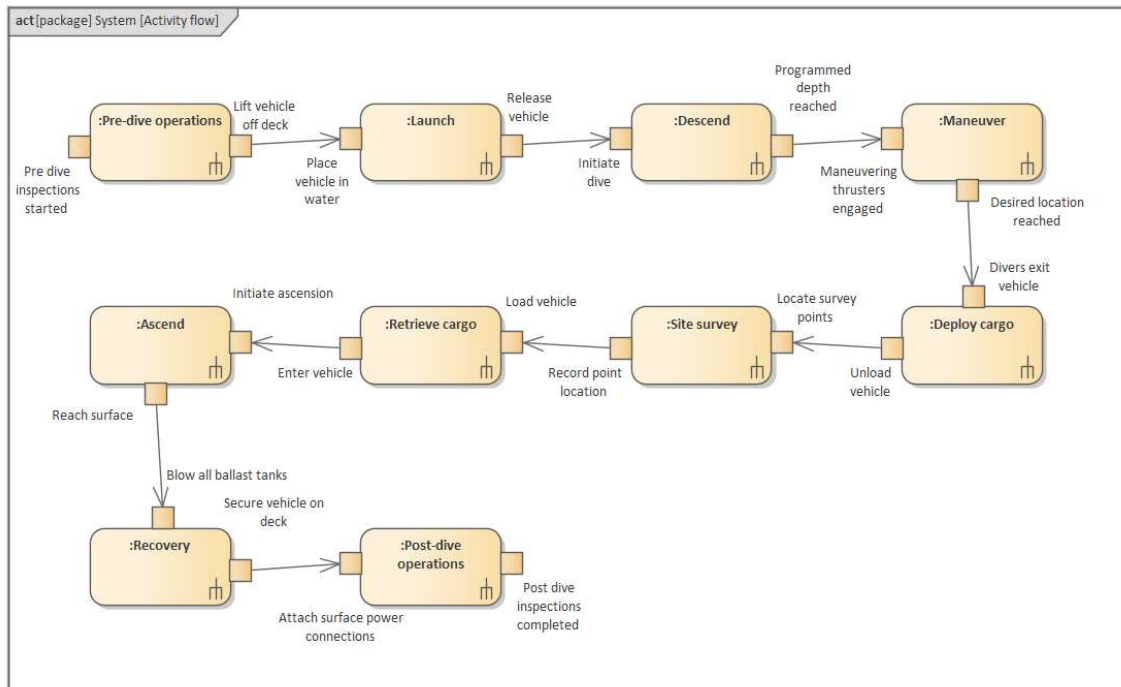 act [package] System [Activity flow]
:Pre-dive operations
Lift vehicle
off deck
Pre dive
inspections
started
:Launch
Place
vehicle in
water
Release
vehicle
:Descend
Initiate
dive
Programmed
depth
reached
:Maneuver
Maneuvering
thrusters
engaged
Desired location
reached
Divers exit
vehicle
:Deploy cargo
Unload
vehicle
Locate survey
points
:Site survey
Record point
location
Load vehicle
:Retrieve cargo
Enter vehicle
Initiate ascension
:Ascend
Reach surface
Blow all ballast tanks
:Recovery
Secure vehicle on
deck
Attach surface power
connections
:Post-dive
operations
Post dive
inspections
completed